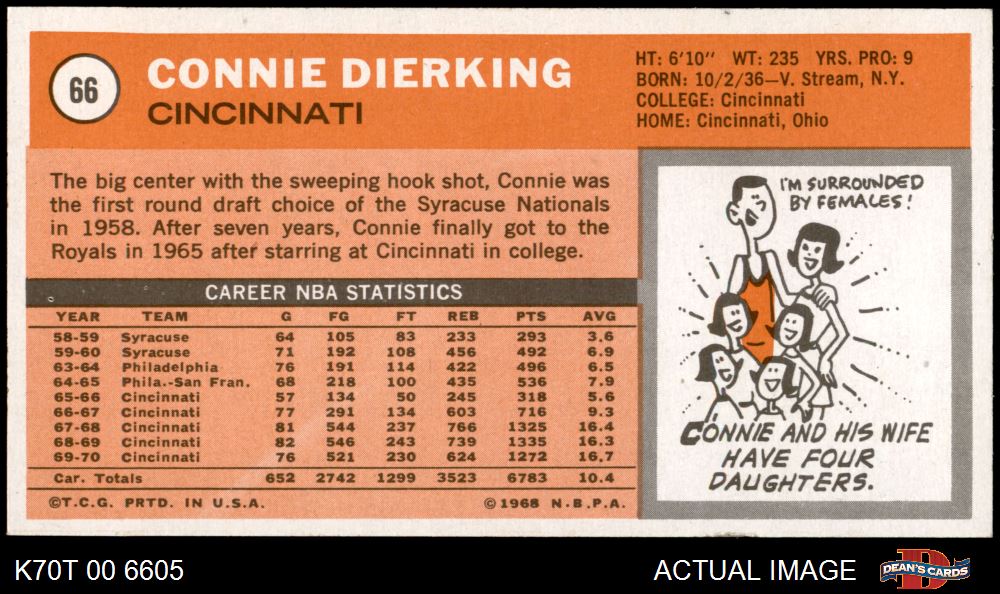 66
CONNIE DIERKING
CINCINNATI
HT: 6'10" WT: 235 YRS. PRO: 9
BORN: 10/2/36—V. Stream, N.Y.
COLLEGE: Cincinnati
HOME: Cincinnati, Ohio
The big center with the sweeping hook shot, Connie was
the first round draft choice of the Syracuse Nationals
in 1958. After seven years, Connie finally got to the
Royals in 1965 after starring at Cincinnati in college.
CAREER NBA STATISTICS
YEAR TEAM G FG FT REB PTS AVG
58-59 Syracuse 64 105 83 233 293 3.6
59-60 Syracuse 71 192 108 456 492 6.9
63-64 Philadelphia 76 191 114 422 496 6.5
64-65 Phila.-San Fran. 68 218 100 435 536 7.9
65-66 Cincinnati 57 134 50 245 318 5.6
66-67 Cincinnati 77 291 134 603 716 9.3
67-68 Cincinnati 81 544 237 766 1325 16.4
68-69 Cincinnati 82 546 243 739 1335 16.3
69-70 Cincinnati 76 521 230 624 1272 16.7
Car. Totals 652 2742 1299 3523 6783 10.4
©T.C.G. PRTD. IN U.S.A. ©1968 N.B.P.A.
I'M SURROUNDED
BY FEMALES!
CONNIE AND HIS WIFE
HAVE FOUR
DAUGHTERS.
K70T 00 6605
ACTUAL IMAGE
D
DEAN'S CARDS